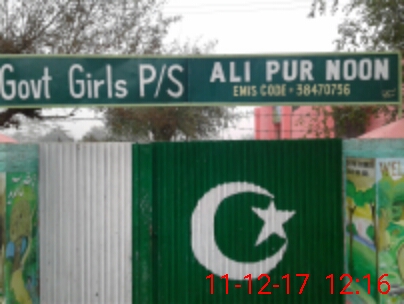 Govt Girls P/S ALI PUR NOON
EMIS CODE - 38470756
11-12-17 12:16